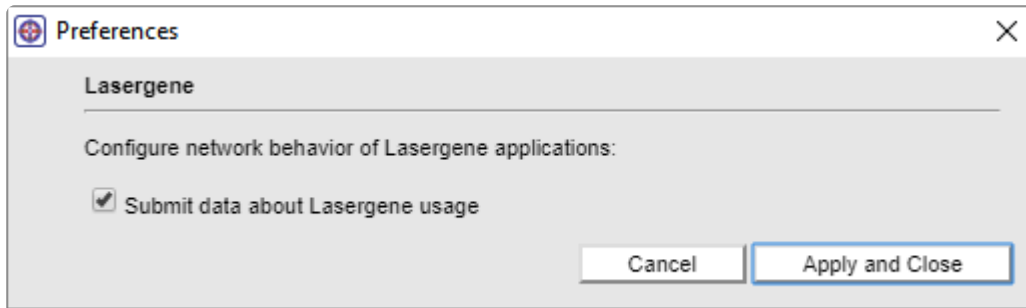 Preferences
Lasergene
Configure network behavior of Lasergene applications:
Submit data about Lasergene usage
Cancel Apply and Close